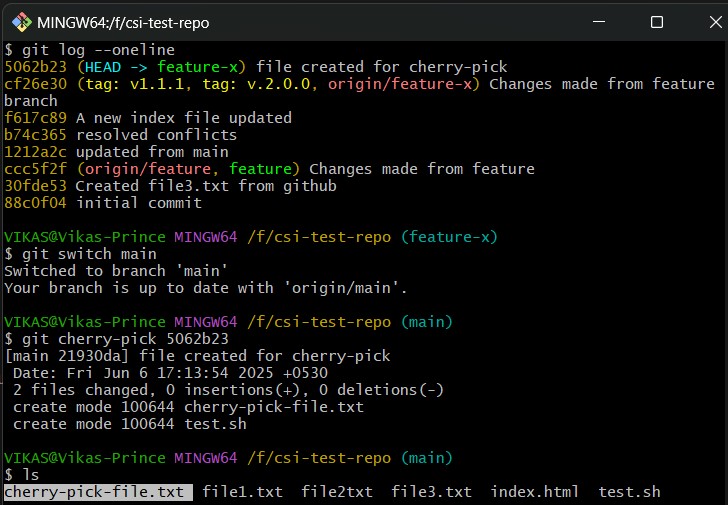 MINGW64:/f/csi-test-repo
$ git log --oneline
5062b23 (HEAD -> feature-x) file created for cherry-pick
cf26e30 (tag: v1.1.1, tag: v.2.0.0, origin/feature-x) Changes made from feature
branch
f617c89 A new index file updated
b74c365 resolved conflicts
1212a2c updated from main
ccc5f2f (origin/feature, feature) Changes made from feature
30fde53 Created file3.txt from github
88c0f04 initial commit
VIKAS@Vikas-Prince MINGW64 /f/csi-test-repo (feature-x)
$ git switch main
Switched to branch 'main'
Your branch is up to date with 'origin/main'.
VIKAS@Vikas-Prince MINGW64 /f/csi-test-repo (main)
$ git cherry-pick 5062b23
[main 21930da] file created for cherry-pick
 Date: Fri Jun 6 17:13:54 2025 +0530
 2 files changed, 0 insertions(+), 0 deletions(-)
 create mode 100644 cherry-pick-file.txt
 create mode 100644 test.sh
VIKAS@Vikas-Prince MINGW64 /f/csi-test-repo (main)
$ ls
cherry-pick-file.txt  file1.txt  file2txt  file3.txt  index.html  test.sh